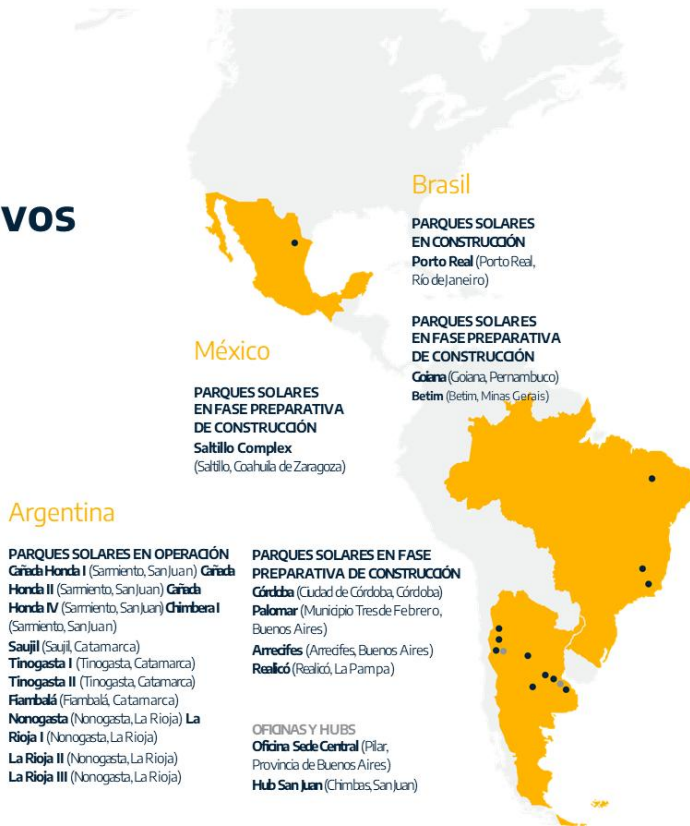 vos
Brasil
PARQUES SOLARES
EN CONSTRUCCIÓN
Porto Real (Porto Real,
Río de Janeiro)
PARQUES SOLARES
EN FASE PREPARATIVA
DE CONSTRUCCIÓN
Goiana (Goiana, Pernambuco)
Betim (Betim, Minas Gerais)
México
PARQUES SOLARES
EN FASE PREPARATIVA
DE CONSTRUCCIÓN
Saltillo Complex
(Saltillo, Coahuila de Zaragoza)
Argentina
PARQUES SOLARES EN OPERACIÓN
Cañada Honda I (Sarmiento, San Juan) Cañada
Honda II (Sarmiento, San Juan) Cañada
Honda IV (Sarmiento, San Juan) Chimbera I
(Sarmiento, San Juan)
Saujil (Saujil, Catamarca)
Tinogasta I (Tinogasta, Catamarca)
Tinogasta II (Tinogasta, Catamarca)
Fiambalá (Fiambalá, Catamarca)
Nonogasta (Nonogasta, La Rioja) La
Rioja I (Nonogasta, La Rioja)
La Rioja II (Nonogasta, La Rioja)
La Rioja III (Nonogasta, La Rioja)
PARQUES SOLARES EN FASE
PREPARATIVA DE CONSTRUCCIÓN
Córdoba (Ciudad de Córdoba, Córdoba)
Palomar (Municipio Tres de Febrero,
Buenos Aires)
Arrecifes (Arrecifes, Buenos Aires)
Realicó (Realicó, La Pampa)
OFICINAS Y HUBS
Oficina Sede Central (Pilar,
Provincia de Buenos Aires)
Hub San Juan (Chimbas, San Juan)